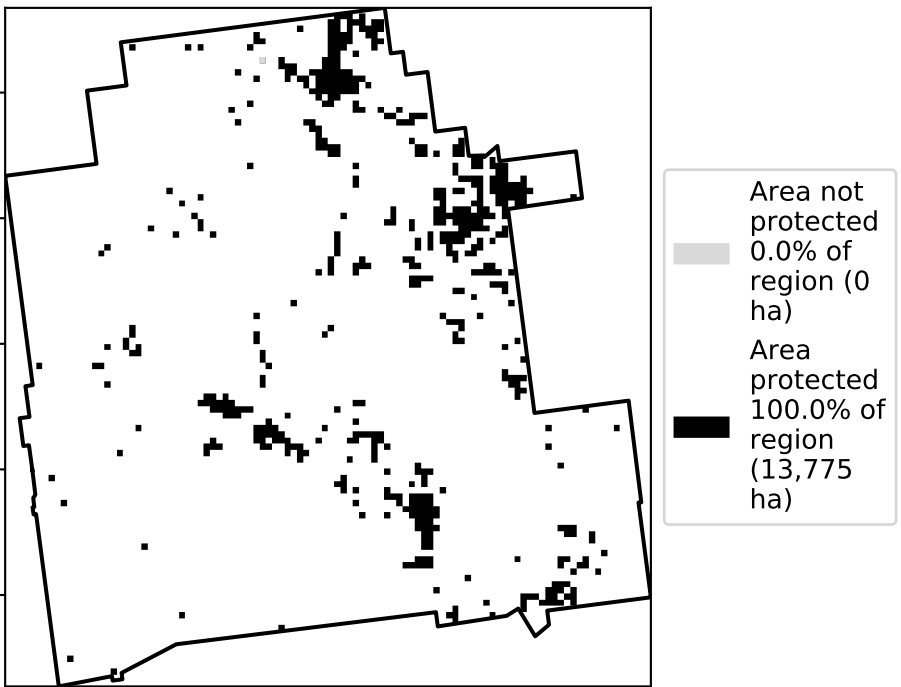 Area not
protected
0.0% of
region (0
ha)
Area
protected
100.0% of
region
(13,775
ha)